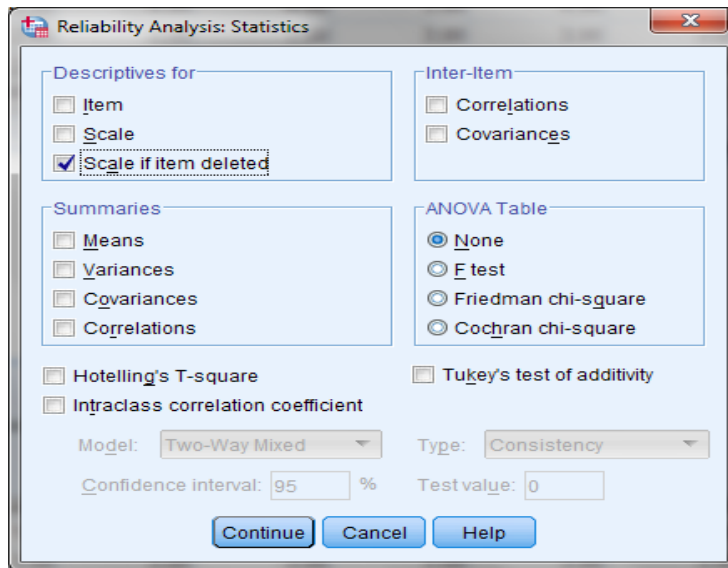 Reliability Analysis: Statistics
Descriptives for
Item
Scale
Scale if item deleted
Inter-Item
Correlations
Covariances
Summaries
Means
Variances
Covariances
Correlations
ANOVA Table
None
F test
Friedman chi-square
Cochran chi-square
Hotelling's T-square
Tukey's test of additivity
Intraclass correlation coefficient
Model: Two-Way Mixed Type: Consistency
Confidence interval: 95 % Test value: 0
Continue Cancel Help